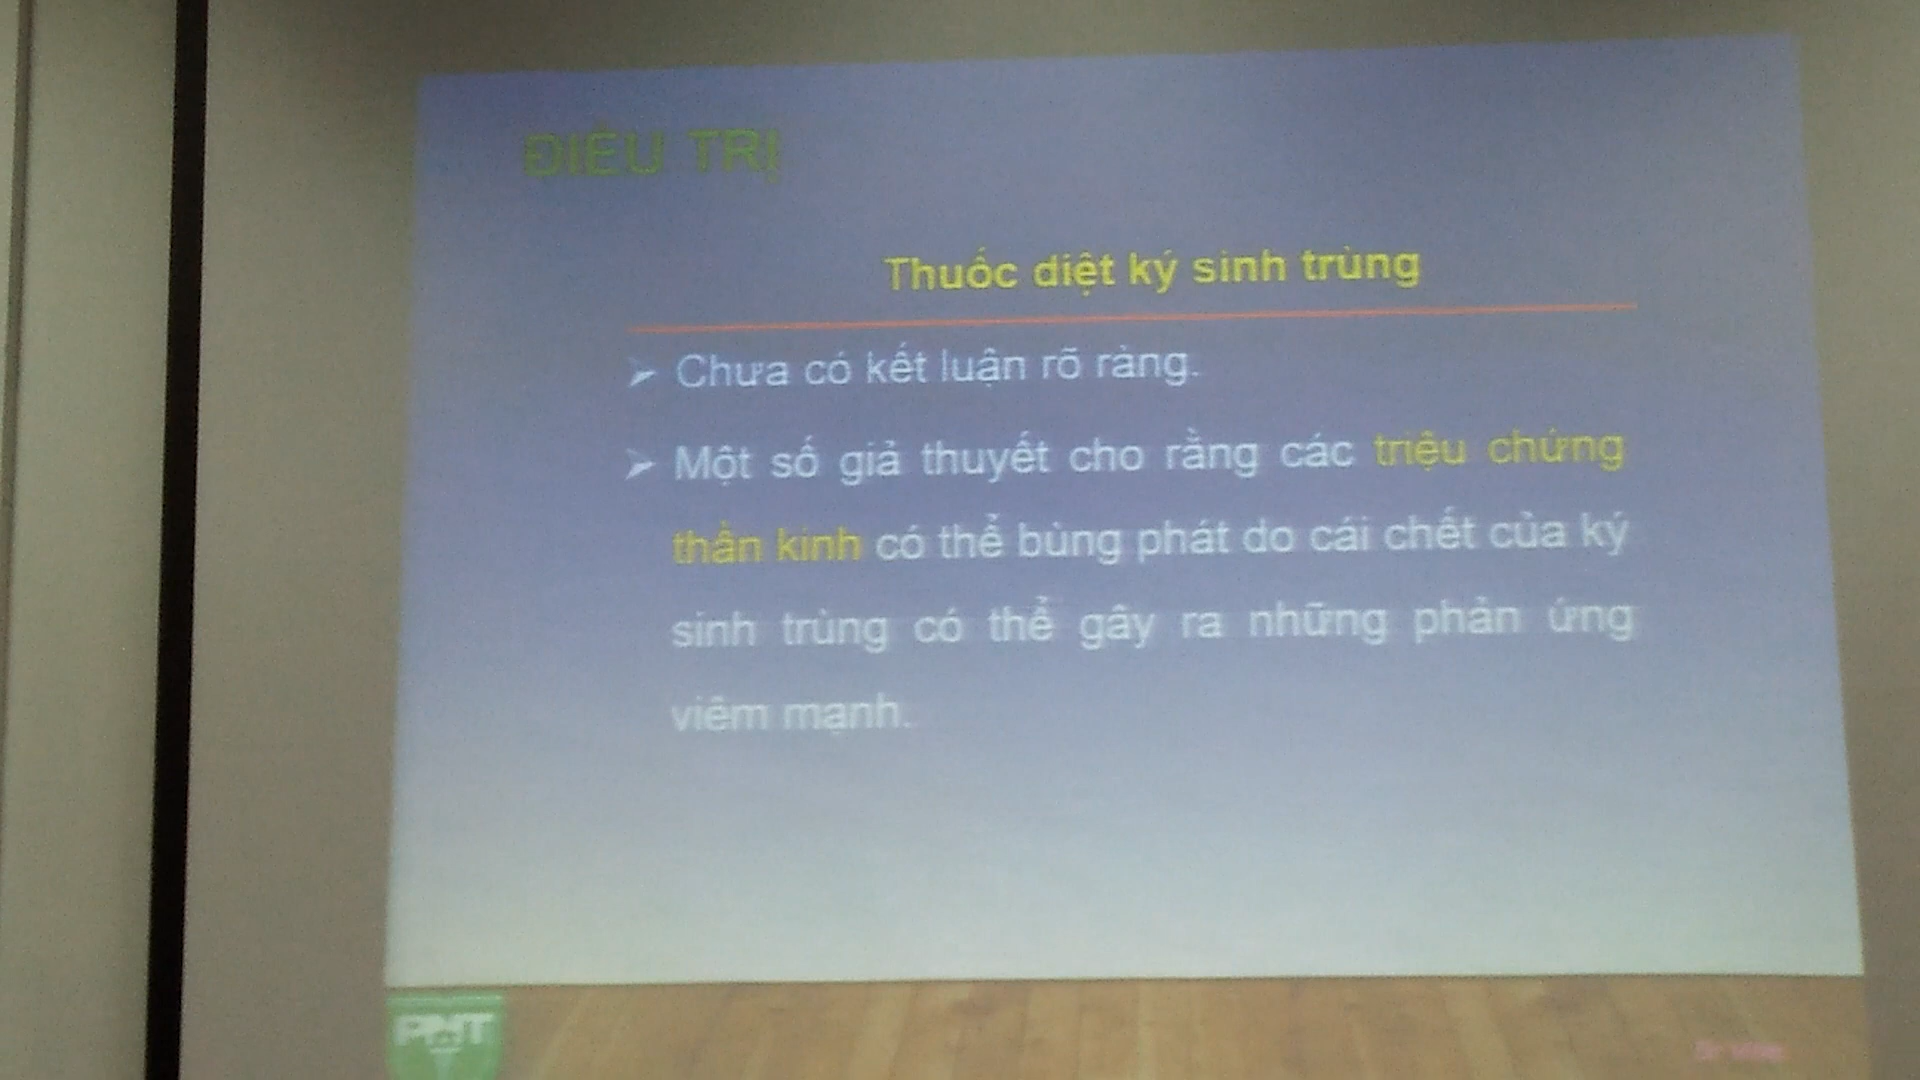 ĐIỀU TRỊ
Thuốc diệt ký sinh trùng
➢ Chưa có kết luận rõ ràng.
➢ Một số giả thuyết cho rằng các triệu chứng
thần kinh có thể bùng phát do cái chết của ký
sinh trùng có thể gây ra những phản ứng
viêm mạnh.